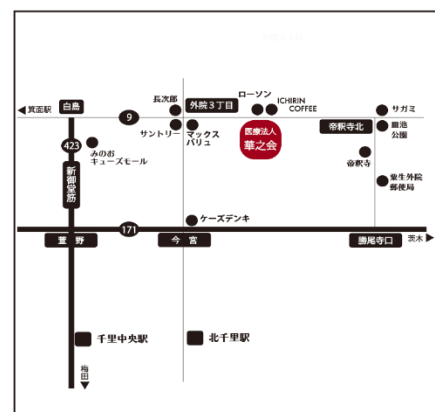 長次郎
外院３丁目
ローソン
ICHIRIN
COFFEE
サガミ
箕面駅
白島
9
サントリー
マックス
バリュ
医療法人
華之会
帝釈寺北
皿池
公園
423
みのお
キューズモール
帝釈寺
粟生外院
郵便局
新御堂筋
ケーズデンキ
171
萱野
今宮
勝尾寺口
茨木
千里中央駅
北千里駅
梅田